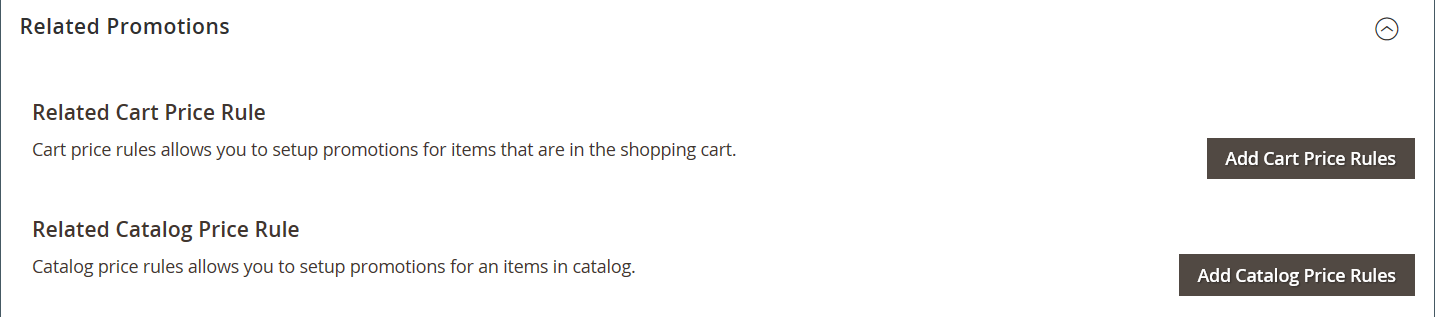 Related Promotions
Related Cart Price Rule
Cart price rules allows you to setup promotions for items that are in the shopping cart.
Add Cart Price Rules
Related Catalog Price Rule
Catalog price rules allows you to setup promotions for an items in catalog.
Add Catalog Price Rules